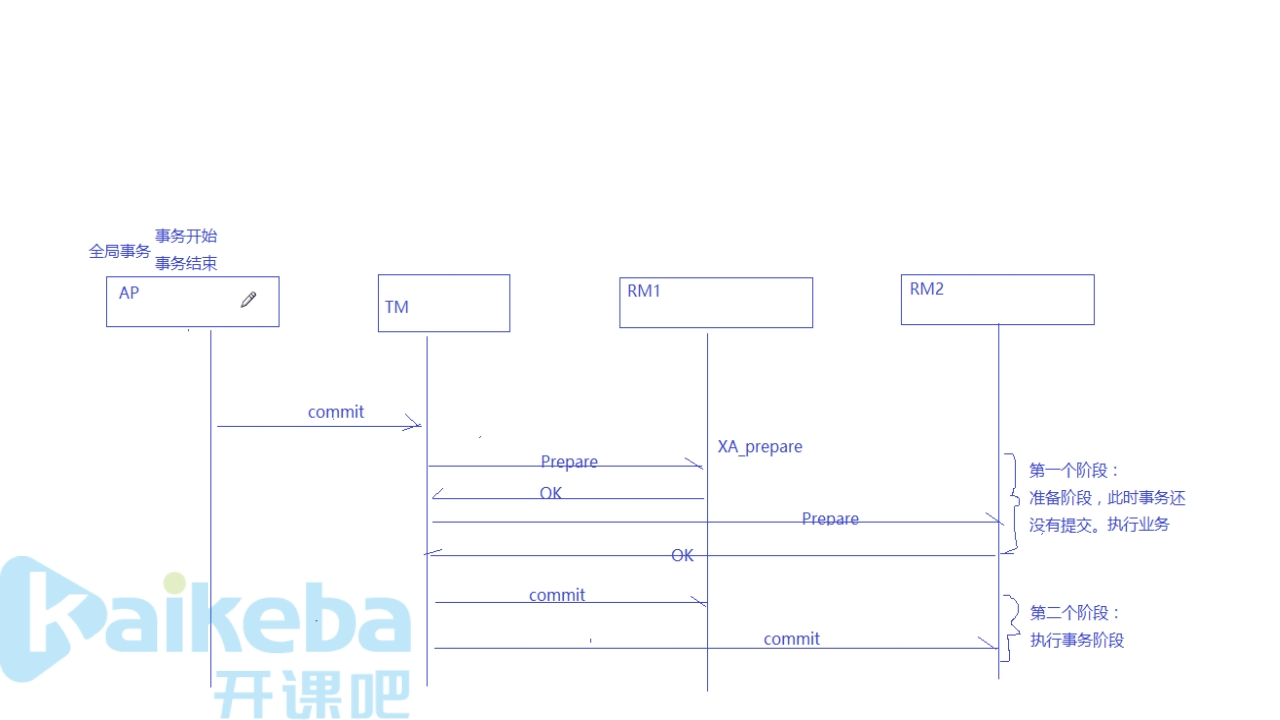 事务开始
全局事务
事务结束
AP
TM
RM1
RM2
commit
XA_prepare
Prepare
OK
Prepare
OK
第一个阶段：
准备阶段，此时事务还
没有提交。执行业务
commit
commit
第二个阶段：
执行事务阶段
kaikeba
开课吧